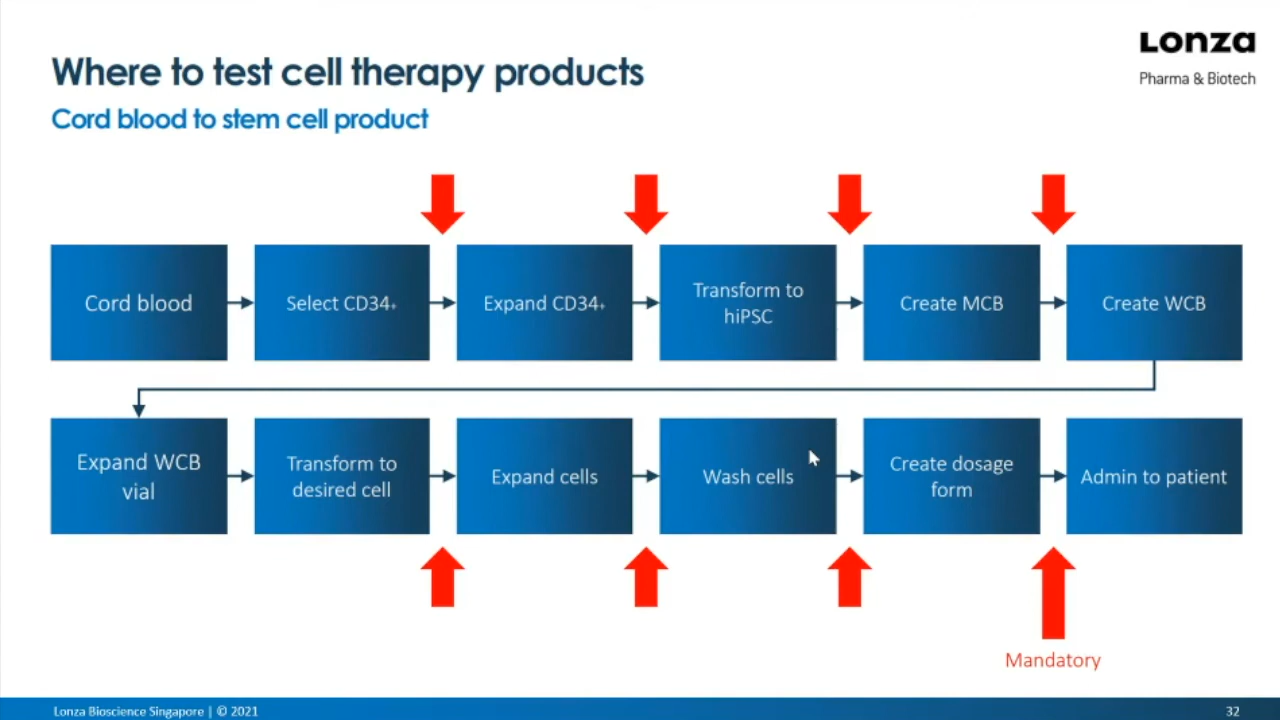 Where to test cell therapy products
Cord blood to stem cell product
Lonza
Pharma & Biotech
Cord blood
Select CD34+
Expand CD34+
Transform to
hiPSC
Create MCB
Create WCB
Expand WCB
vial
Transform to
desired cell
Expand cells
Wash cells
Create dosage
form
Admin to patient
Mandatory
Lonza Bioscience Singapore | © 2021
32